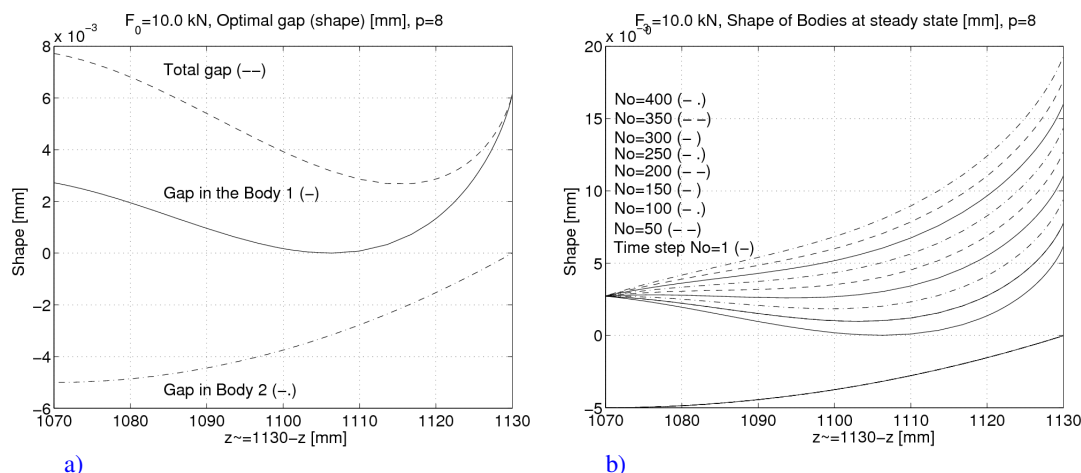 F0=10.0 kN, Optimal gap (shape) [mm], p=8
x 10−3
8
6
4
2
0
−2
−4
−6
Shape [mm]
Total gap (−−)
Gap in the Body 1 (−)
Gap in Body 2 (−.)
1070 1080 1090 1100 1110 1120 1130
z~=1130−z [mm]
a)
F0=10.0 kN, Shape of Bodies at steady state [mm], p=8
x 10−3
20
15
10
5
0
−5
Shape [mm]
No=400 (− .)
No=350 (− −)
No=300 (− )
No=250 (− .)
No=200 (− −)
No=150 (− )
No=100 (− .)
No=50 (− −)
Time step No=1 (−)
1070 1080 1090 1100 1110 1120 1130
z~=1130−z [mm]
b)